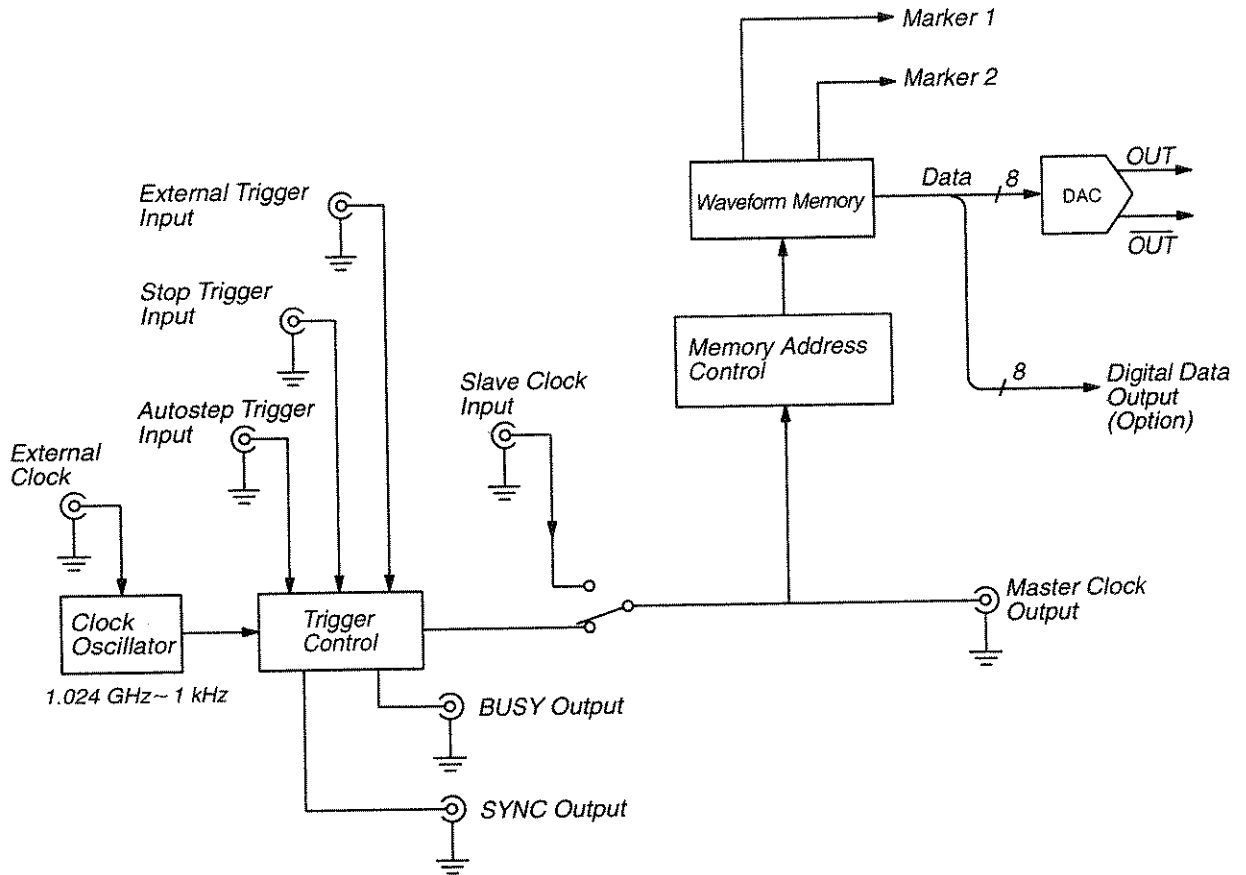 Marker 1
Marker 2
External Trigger
Input
Waveform Memory
Data
8
DAC
OUT
OUT
Stop Trigger
Input
Memory Address
Control
Slave Clock
Input
8
Digital Data
Output
(Option)
Autostep Trigger
Input
External
Clock
Clock
Oscillator
Trigger
Control
Master Clock
Output
1.024 GHz~ 1 kHz
BUSY Output
SYNC Output